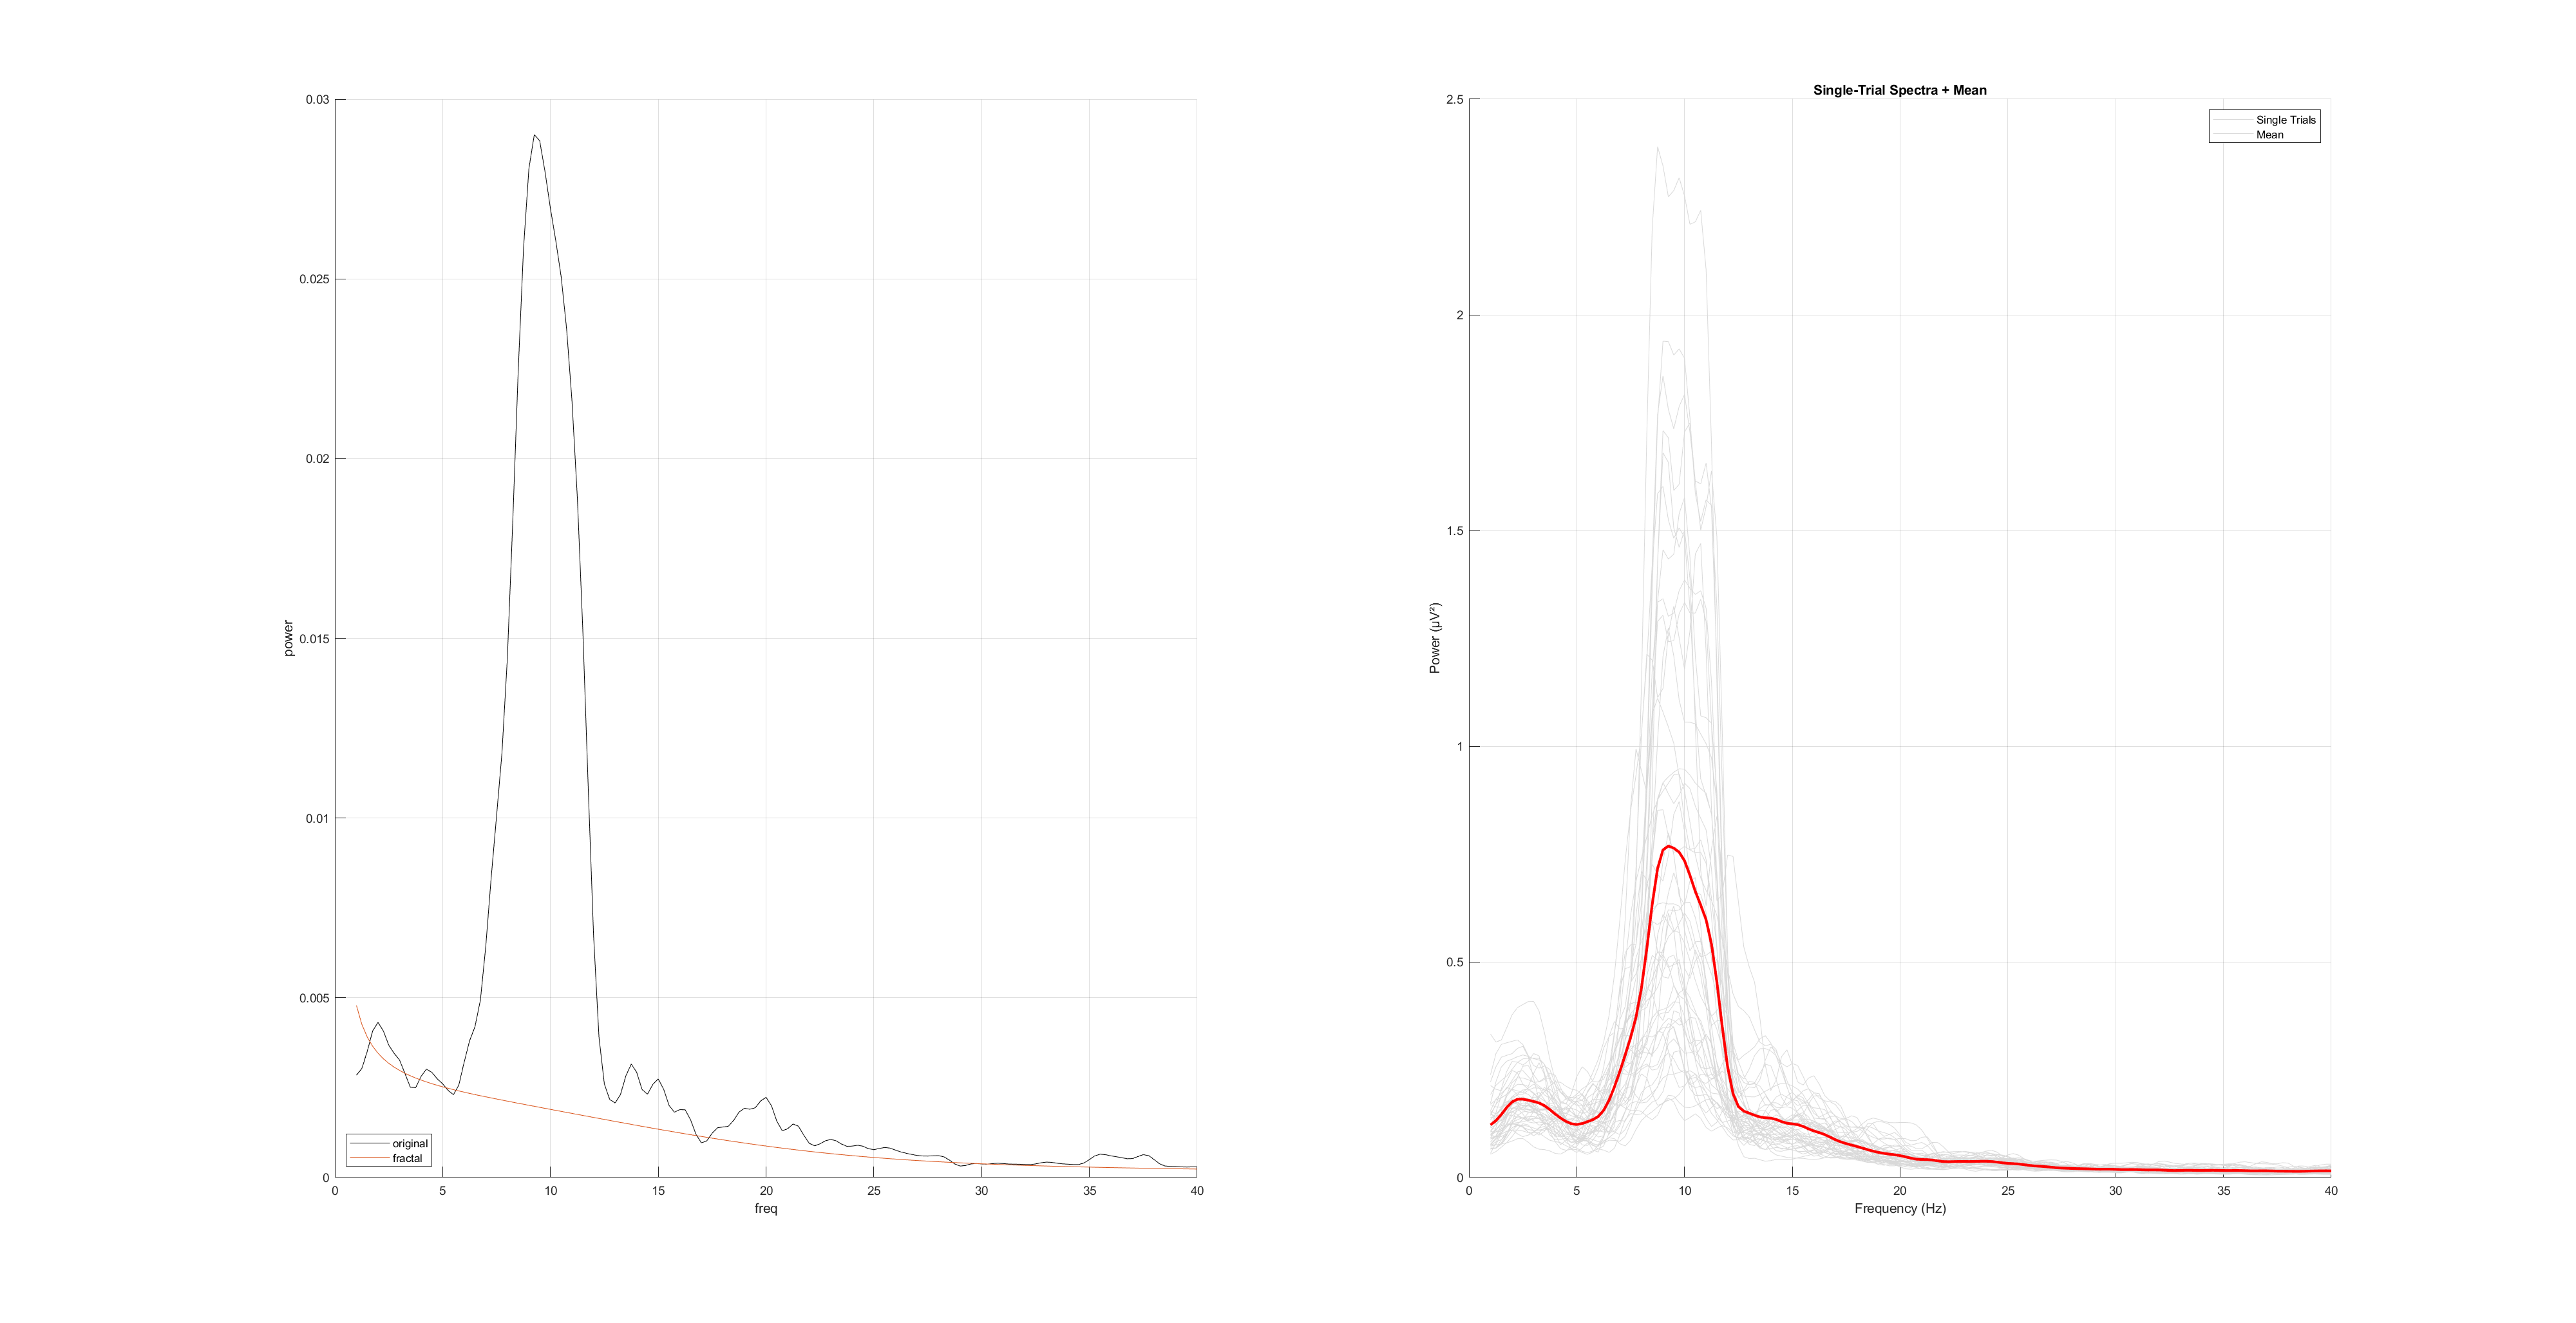 0.03
0.025
0.02
0.015
0.01
0.005
0
power
original
fractal
0 5 10 15 20 25 30 35 40
freq
Single-Trial Spectra + Mean
2.5
2
1.5
1
0.5
0
Power (µV²)
Single Trials
Mean
0 5 10 15 20 25 30 35 40
Frequency (Hz)